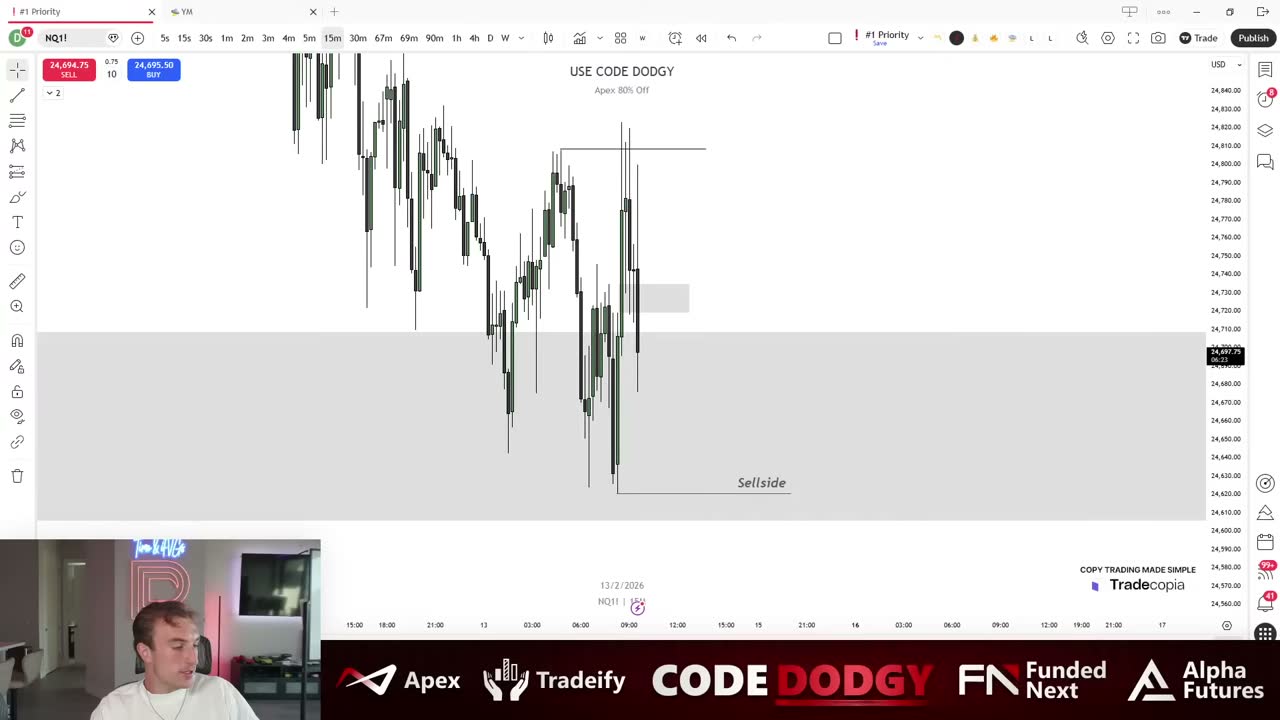 #1 Priority
YM
D 11
NQ1!
5s 15s 30s 1m 2m 3m 4m 5m 15m 30m 67m 69m 90m 1h 4h D W
W
#1 Priority
Save
L L
Trade
Publish
24,694.75
SELL
0.75
10
24,695.50
BUY
2
USE CODE DODGY
Apex 80% Off
USD
24,840.00
24,830.00
24,820.00
24,810.00
24,800.00
24,790.00
24,780.00
24,770.00
24,760.00
24,750.00
24,740.00
24,730.00
24,720.00
24,710.00
24,697.75
06:23
24,680.00
24,670.00
24,660.00
24,650.00
24,640.00
24,630.00
24,620.00
24,610.00
24,600.00
24,590.00
24,580.00
24,570.00
24,560.00
8
99+
41
Sellside
13/2/2026
NQ1! |
COPY TRADING MADE SIMPLE
Tradecopia
15:00 18:00 21:00 13 03:00 06:00 09:00 12:00 15:00 15 21:00 16 03:00 06:00 09:00 12:00 19:00 21:00 17
Time & FVGs
Apex
Tradeify
CODE DODGY
FN Funded
Next
Alpha
Futures